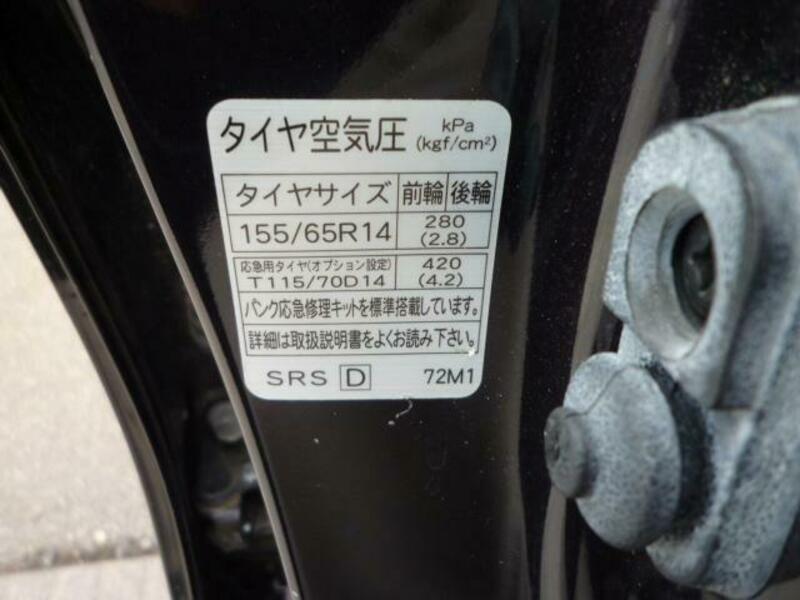 タイヤ空気圧 kPa (kgf/cm²)
タイヤサイズ 前輪 後輪
155/65R14 280 (2.8)
応急用タイヤ(オプション設定) 420
T115/70D14 (4.2)
パンク応急修理キットを標準搭載しています。
詳細は取扱説明書をよくお読み下さい。
SRS D 72M1